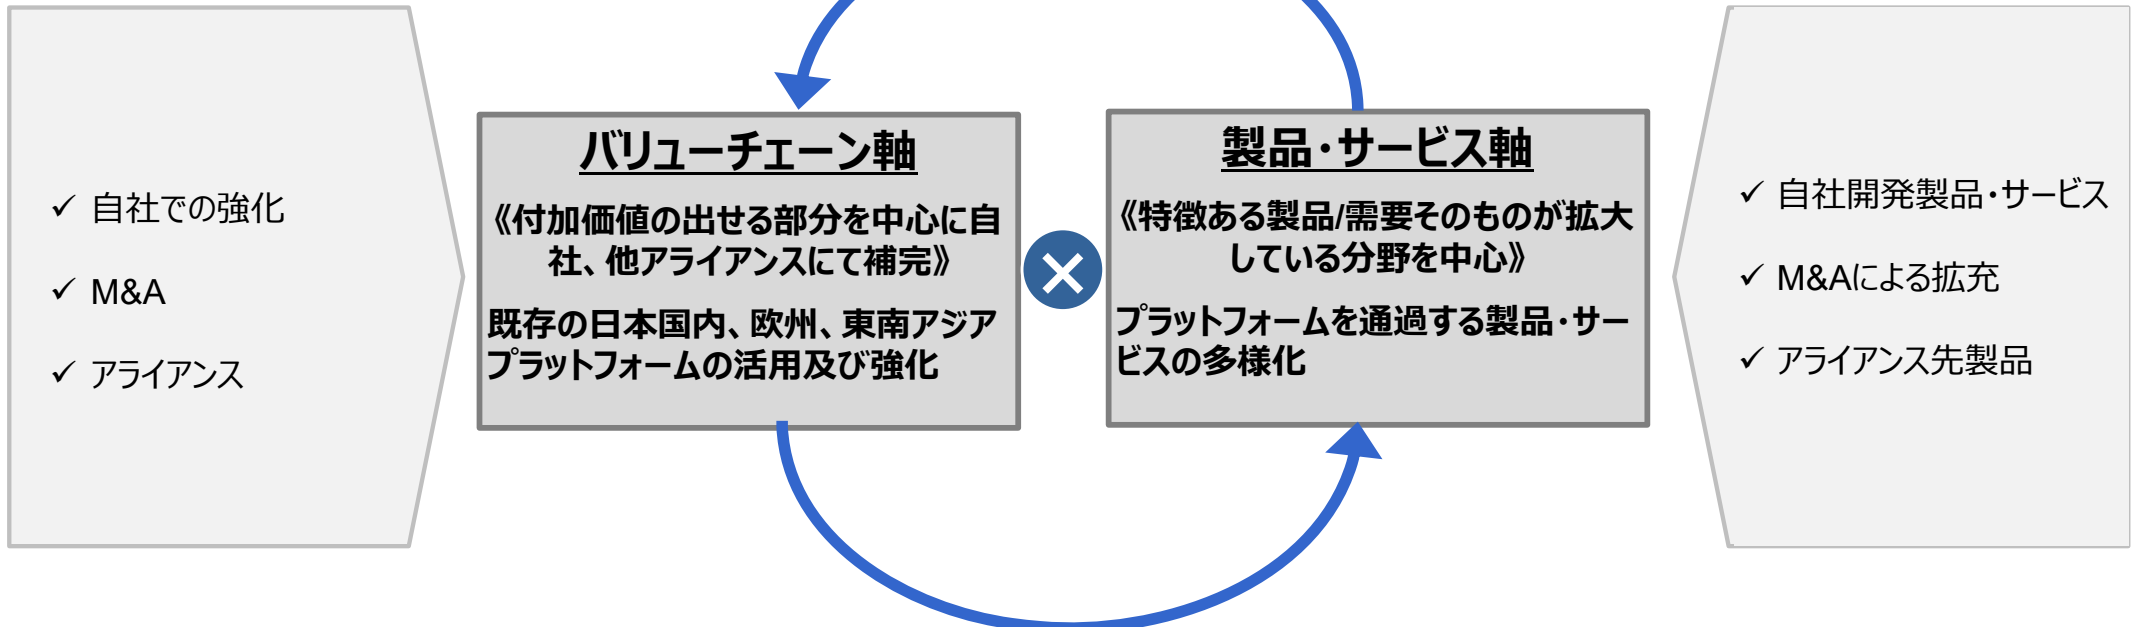 ✓ 自社での強化
✓ M&A
✓ アライアンス
バリューチェーン軸
《付加価値の出せる部分を中心に自
社、他アライアンスにて補完》
既存の日本国内、欧州、東南アジア
プラットフォームの活用及び強化
×
製品・サービス軸
《特徴ある製品/需要そのものが拡大
している分野を中心》
プラットフォームを通過する製品・サー
ビスの多様化
✓ 自社開発製品・サービス
✓ M&Aによる拡充
✓ アライアンス先製品